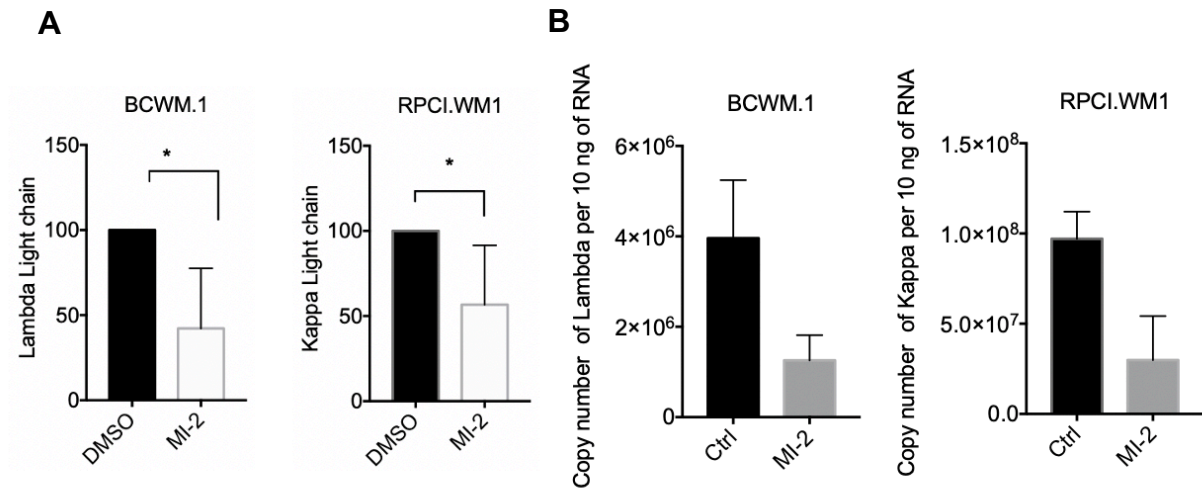 A
BCWM.1
Lambda Light chain
150
100
50
0
*
DMSO
MI-2
RPCI.WM1
Kappa Light chain
150
100
50
0
*
DMSO
MI-2
B
BCWM.1
Copy number of Lambda per 10 ng of RNA
6×10⁶
4×10⁶
2×10⁶
0
Ctrl
MI-2
RPCI.WM1
Copy number of Kappa per 10 ng of RNA
1.5×10⁸
1.0×10⁸
5.0×10⁷
0.0
Ctrl
MI-2